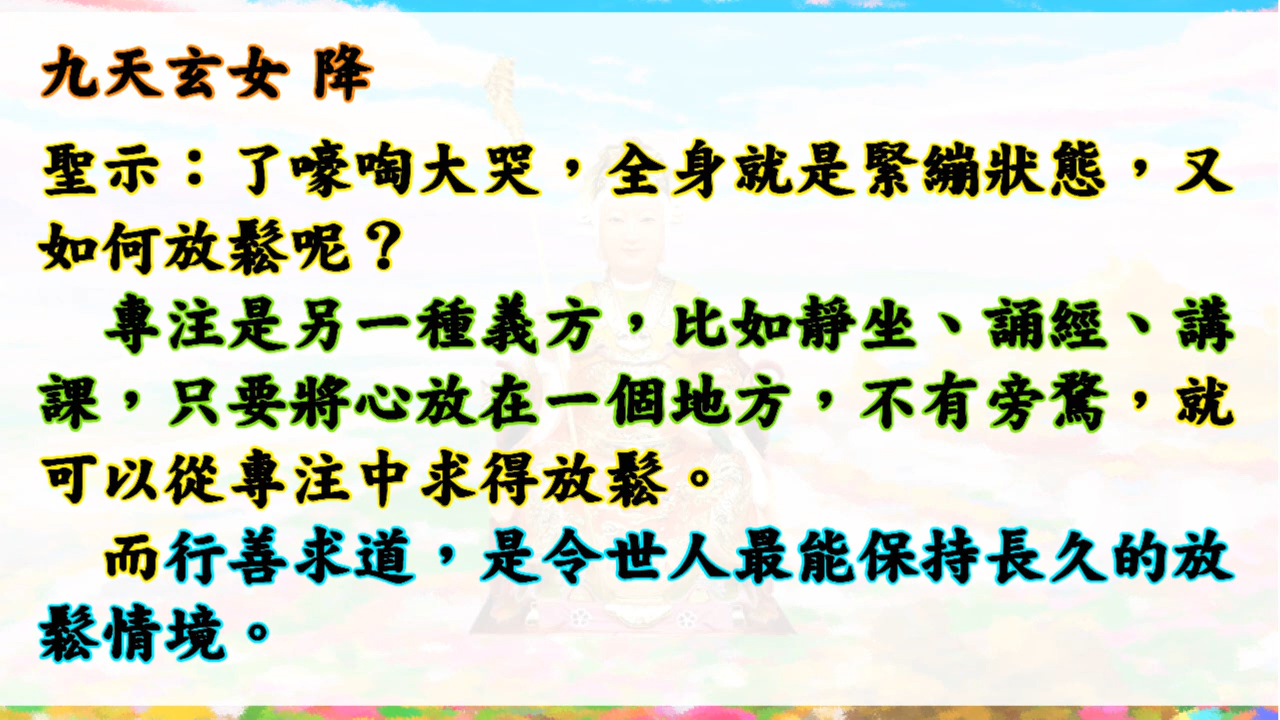 九天玄女 降
聖示：了嚎啕大哭，全身就是緊繃狀態，又
如何放鬆呢？
專注是另一種義方，比如靜坐、誦經、講
課，只要將心放在一個地方，不有旁騖，就
可以從專注中求得放鬆。
而行善求道，是令世人最能保持長久的放
鬆情境。